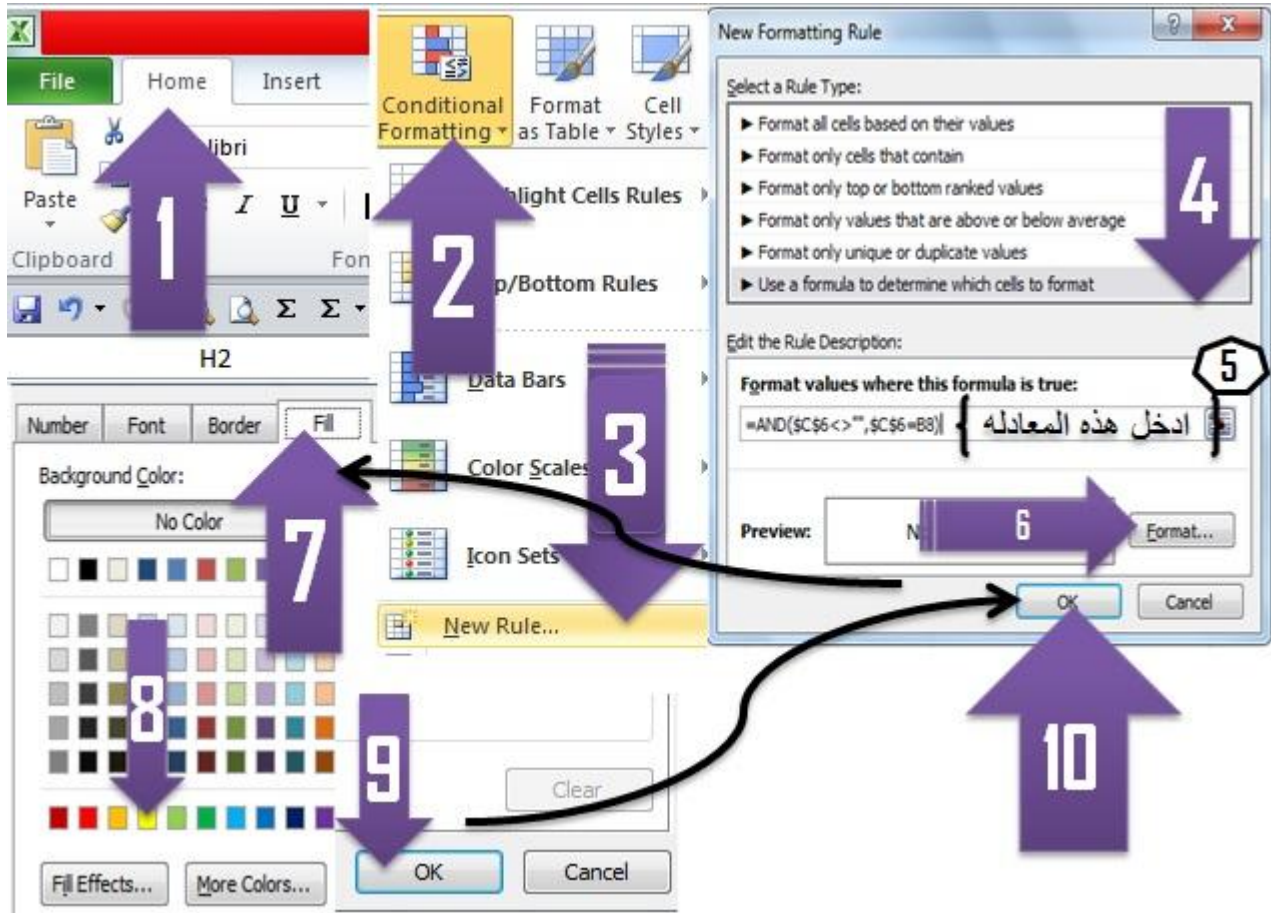 File Home Insert
Paste
I U
Clipboard
H2
1
Conditional Formatting
Format as Table
Cell Styles
2
Cells Rules
/Bottom Rules
Data Bars
Color Scales
Icon Sets
New Rule...
3
New Formatting Rule
Select a Rule Type:
► Format all cells based on their values
► Format only cells that contain
► Format only top or bottom ranked values
► Format only values that are above or below average
► Format only unique or duplicate values
► Use a formula to determine which cells to format
4
Edit the Rule Description:
5
Format values where this formula is true:
=AND($C$6<>"",$C$6=B8) { ادخل هذه المعادله }
Preview:
6
Format...
OK Cancel
10
Number Font Border Fill
Background Color:
No Color
7
8
Fill Effects... More Colors...
9
Clear
OK Cancel